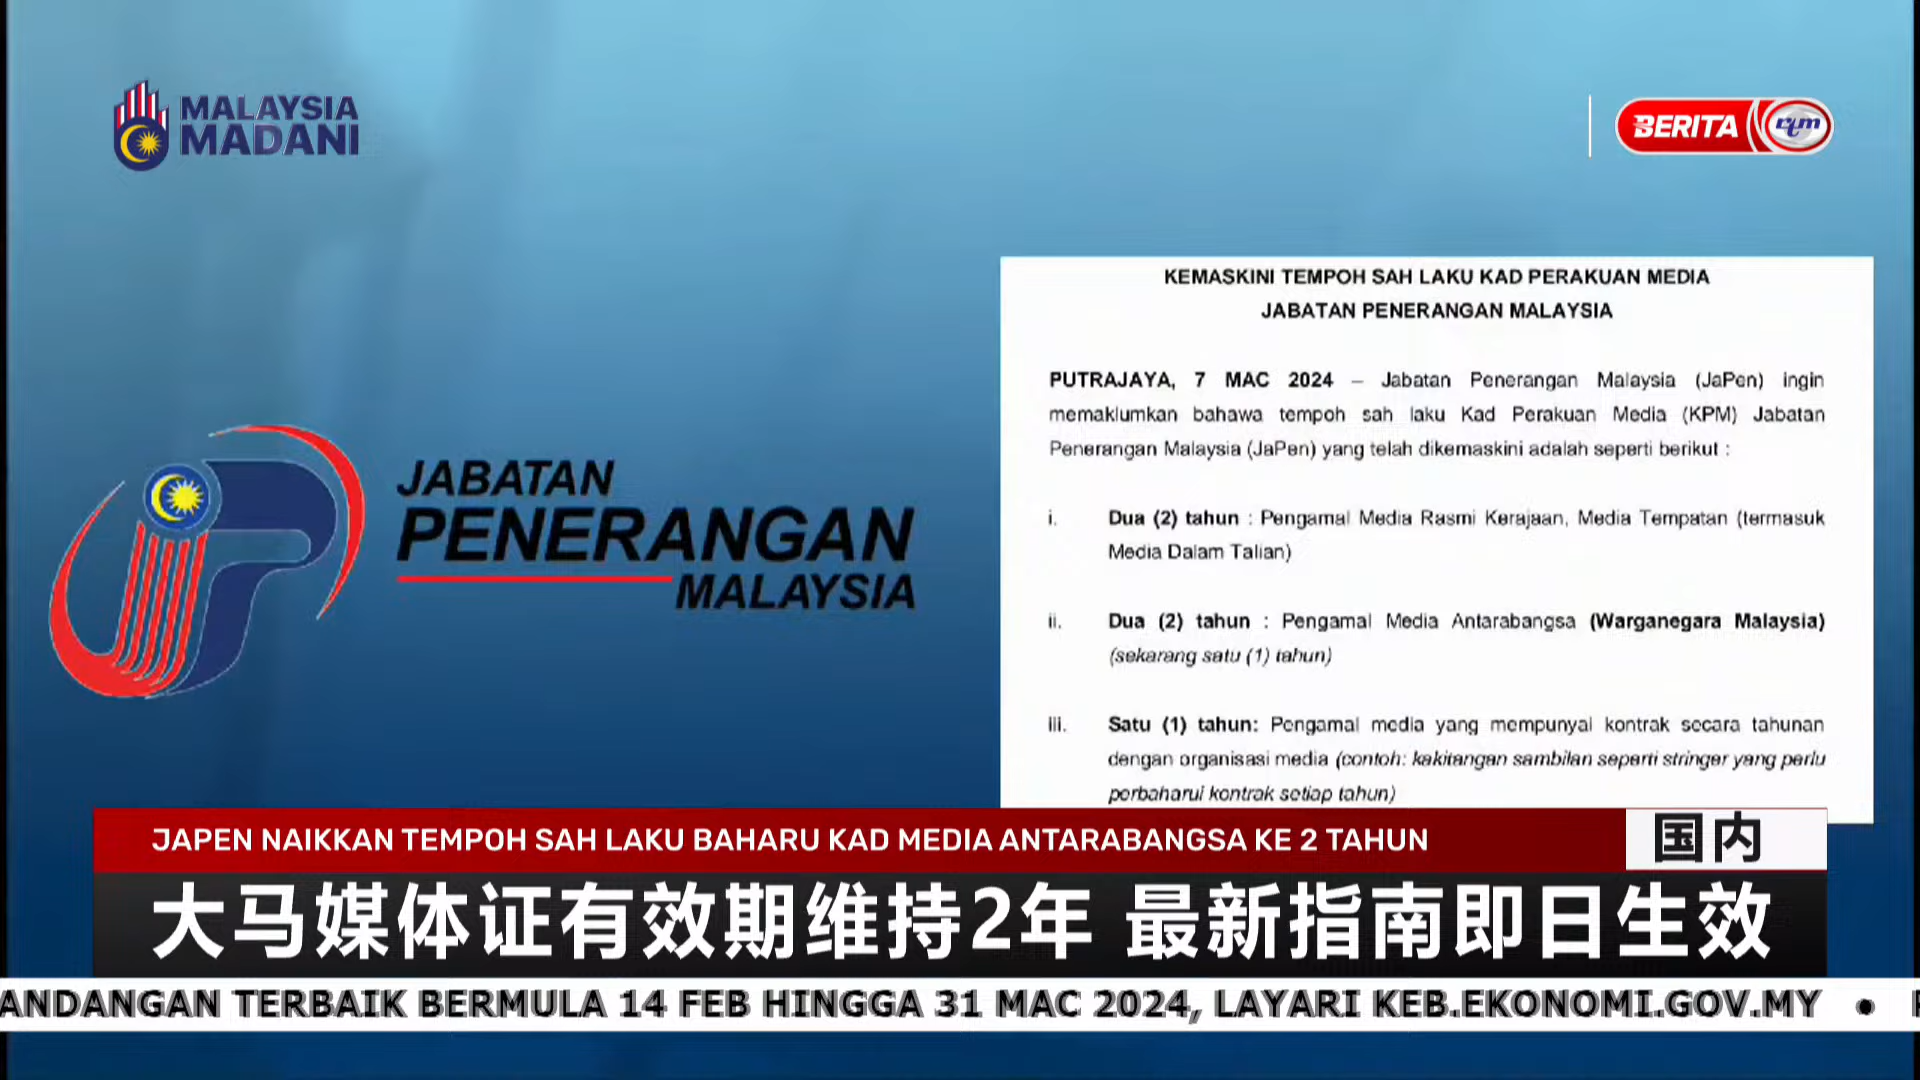 MALAYSIA
MADANI
BERITA rtm
KEMASKINI TEMPOH SAH LAKU KAD PERAKUAN MEDIA
JABATAN PENERANGAN MALAYSIA
PUTRAJAYA, 7 MAC 2024 – Jabatan Penerangan Malaysia (JaPen) ingin
memaklumkan bahawa tempoh sah laku Kad Perakuan Media (KPM) Jabatan
Penerangan Malaysia (JaPen) yang telah dikemaskini adalah seperti berikut :
i. Dua (2) tahun : Pengamal Media Rasmi Kerajaan, Media Tempatan (termasuk
Media Dalam Talian)
ii. Dua (2) tahun : Pengamal Media Antarabangsa (Warganegara Malaysia)
(sekarang satu (1) tahun)
iii. Satu (1) tahun: Pengamal media yang mempunyai kontrak secara tahunan
dengan organisasi media (contoh: kakitangan sambilan seperti stringer yang perlu
perbaharui kontrak setiap tahun)
JABATAN
PENERANGAN
MALAYSIA
JAPEN NAIKKAN TEMPOH SAH LAKU BAHARU KAD MEDIA ANTARABANGSA KE 2 TAHUN
国内
大马媒体证有效期维持2年 最新指南即日生效
ANDANGAN TERBAIK BERMULA 14 FEB HINGGA 31 MAC 2024, LAYARI KEB.EKONOMI.GOV.MY •